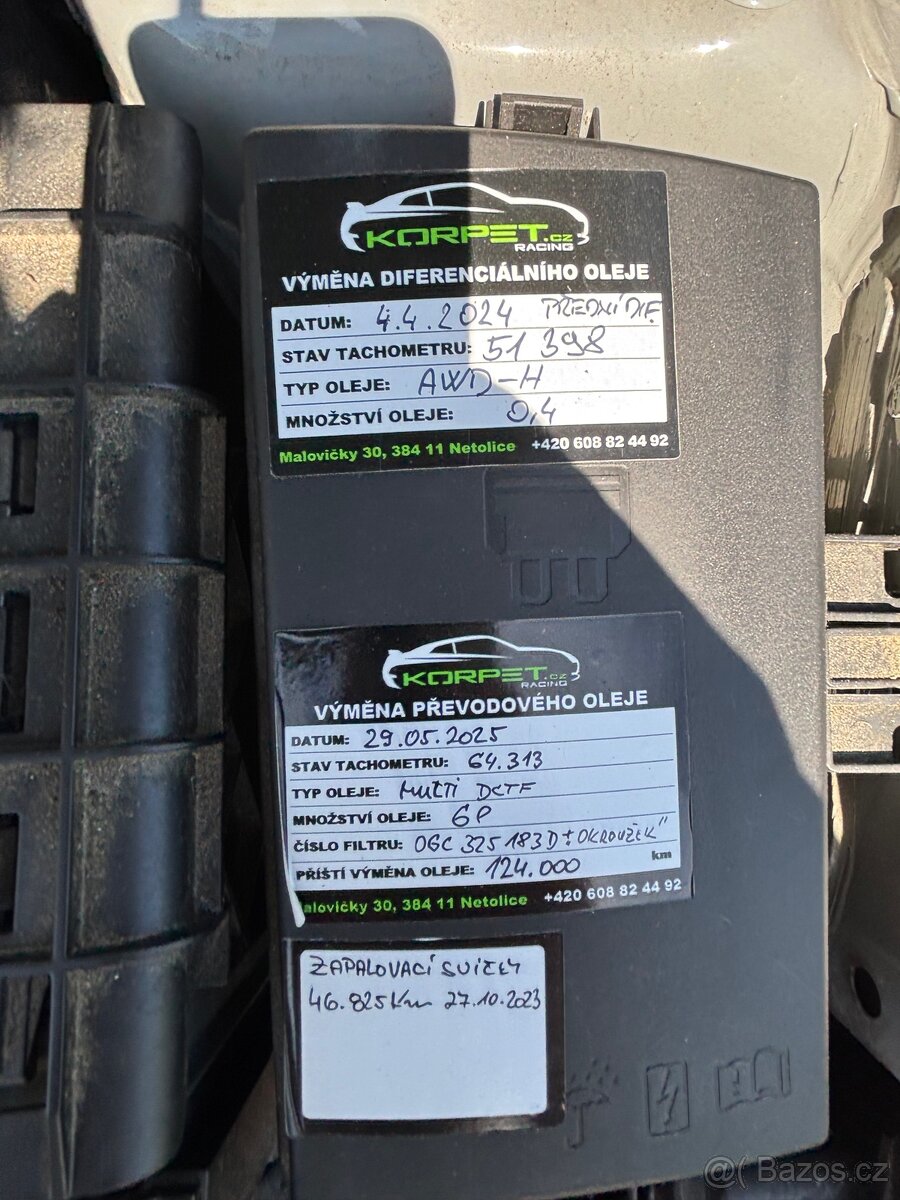 KORPET.cz
RACING
VÝMĚNA DIFERENCIÁLNÍHO OLEJE
DATUM: 4.4.2024 PŘEDNÍ DIF.
STAV TACHOMETRU: 51 398
TYP OLEJE: AWD-H
MNOŽSTVÍ OLEJE: 0,4
Malovičky 30, 384 11 Netolice +420 608 82 44 92
KORPET.cz
RACING
VÝMĚNA PŘEVODOVÉHO OLEJE
DATUM: 29.05.2025
STAV TACHOMETRU: 64.313
TYP OLEJE: MULTI DCTF
MNOŽSTVÍ OLEJE: 6l
ČÍSLO FILTRU: 0GC 325 183D + "OKROUŽEK"
PŘÍŠTÍ VÝMĚNA OLEJE: 124.000 km
Malovičky 30, 384 11 Netolice +420 608 82 44 92
ZAPALOVACÍ SVÍČKY
46.825km 27.10.2023
@( Bazos.cz